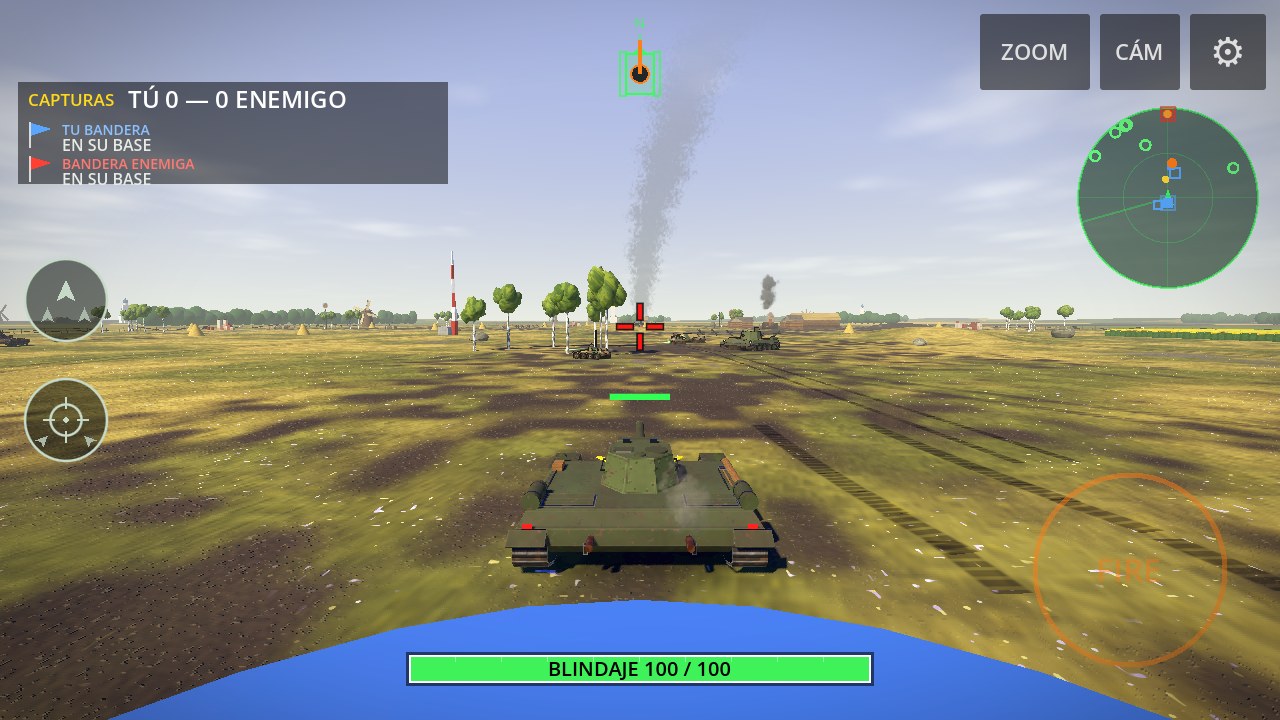 ZOOM
CÁM
CAPTURAS TÚ 0 — 0 ENEMIGO
TU BANDERA
EN SU BASE
BANDERA ENEMIGA
EN SU BASE
FIRE
BLINDAJE 100 / 100